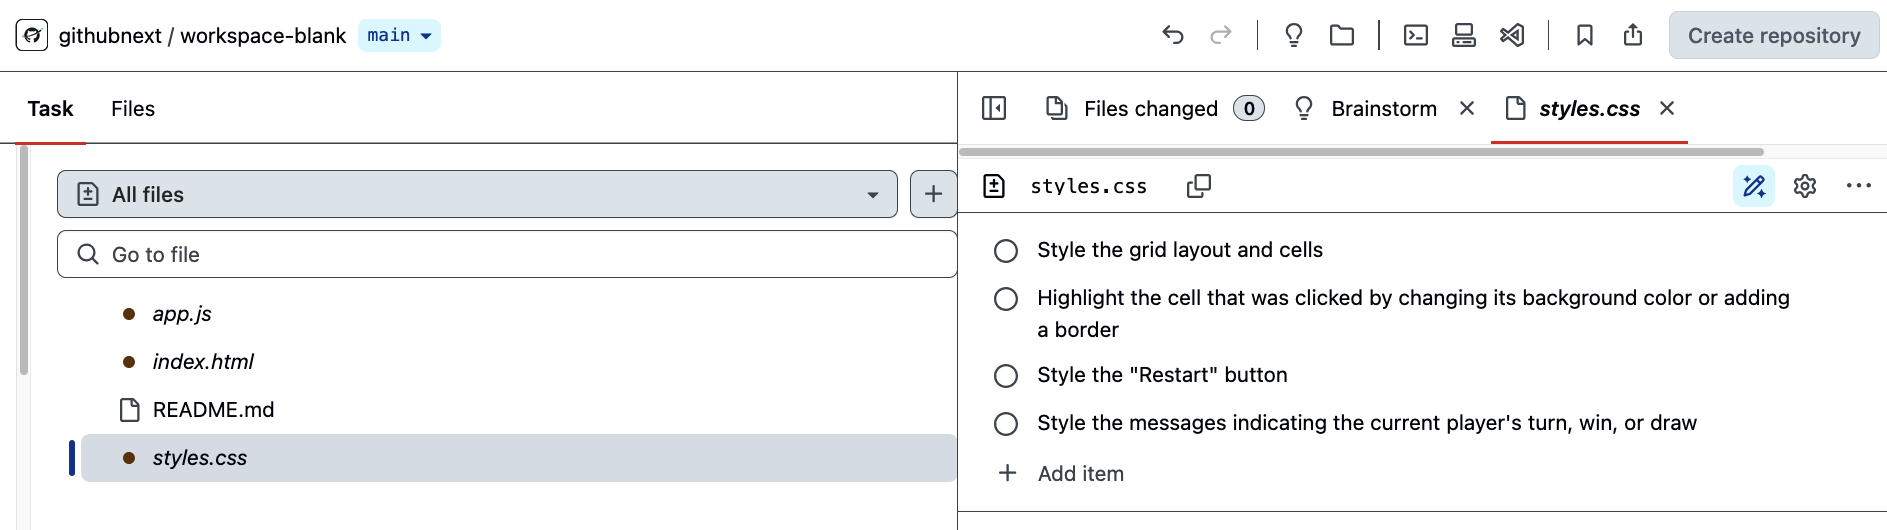 githubnext / workspace-blank main Create repository
Task Files
Files changed 0 Brainstorm styles.css
All files
Go to file
app.js
index.html
README.md
styles.css
styles.css
Style the grid layout and cells
Highlight the cell that was clicked by changing its background color or adding
a border
Style the "Restart" button
Style the messages indicating the current player's turn, win, or draw
Add item